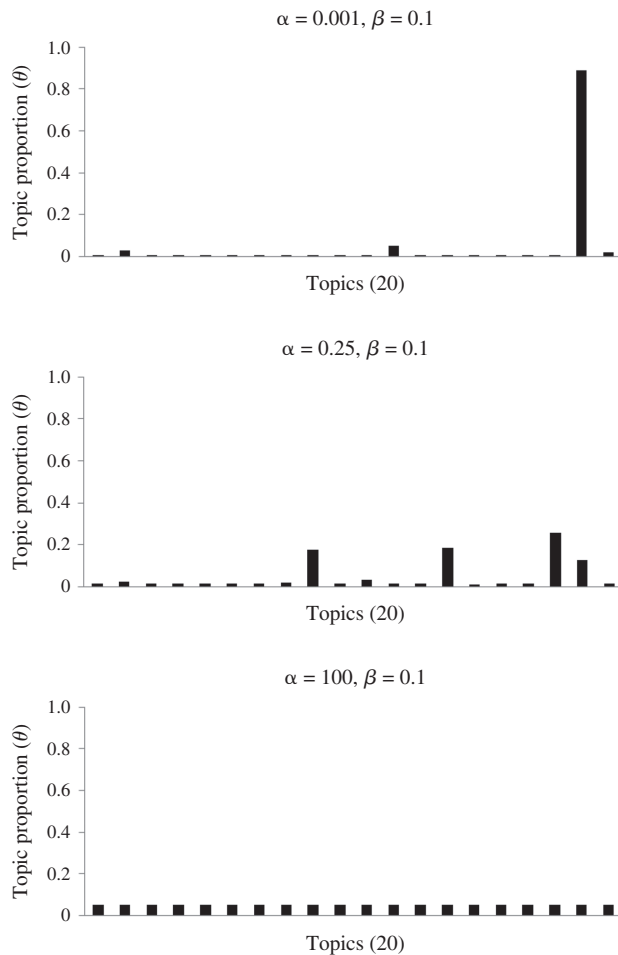 α = 0.001, β = 0.1
Topic proportion (θ)
1.0
0.8
0.6
0.4
0.2
0
Topics (20)
α = 0.25, β = 0.1
Topic proportion (θ)
1.0
0.8
0.6
0.4
0.2
0
Topics (20)
α = 100, β = 0.1
Topic proportion (θ)
1.0
0.8
0.6
0.4
0.2
0
Topics (20)